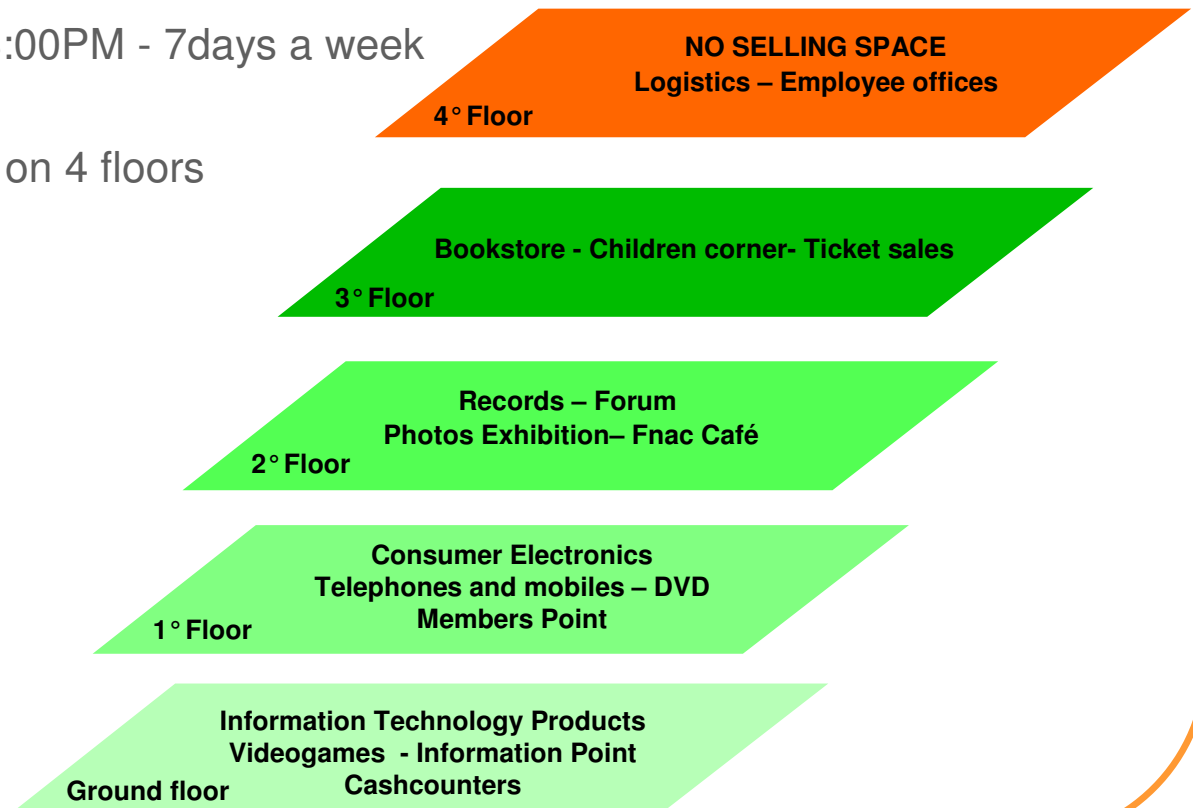 :00PM - 7days a week
on 4 floors
NO SELLING SPACE
Logistics – Employee offices
4° Floor
Bookstore - Children corner- Ticket sales
3° Floor
Records – Forum
Photos Exhibition– Fnac Café
2° Floor
Consumer Electronics
Telephones and mobiles – DVD
Members Point
1° Floor
Information Technology Products
Videogames - Information Point
Cashcounters
Ground floor